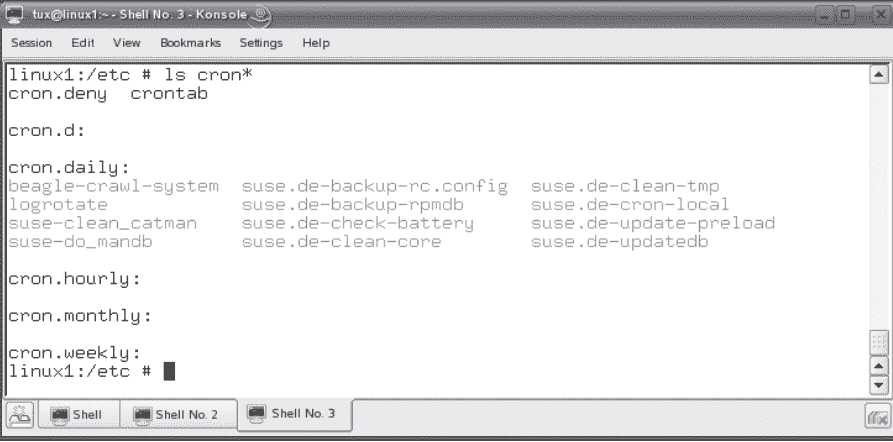 tux@linux1:~ - Shell No. 3 - Konsole
Session Edit View Bookmarks Settings Help
linux1:/etc # ls cron*
cron.deny crontab
cron.d:
cron.daily:
beagle-crawl-system suse.de-backup-rc.config suse.de-clean-tmp
logrotate suse.de-backup-rpmdb suse.de-cron-local
suse-clean_catman suse.de-check-battery suse.de-update-preload
suse-do_mandb suse.de-clean-core suse.de-updatedb
cron.hourly:
cron.monthly:
cron.weekly:
linux1:/etc #
Shell Shell No. 2 Shell No. 3